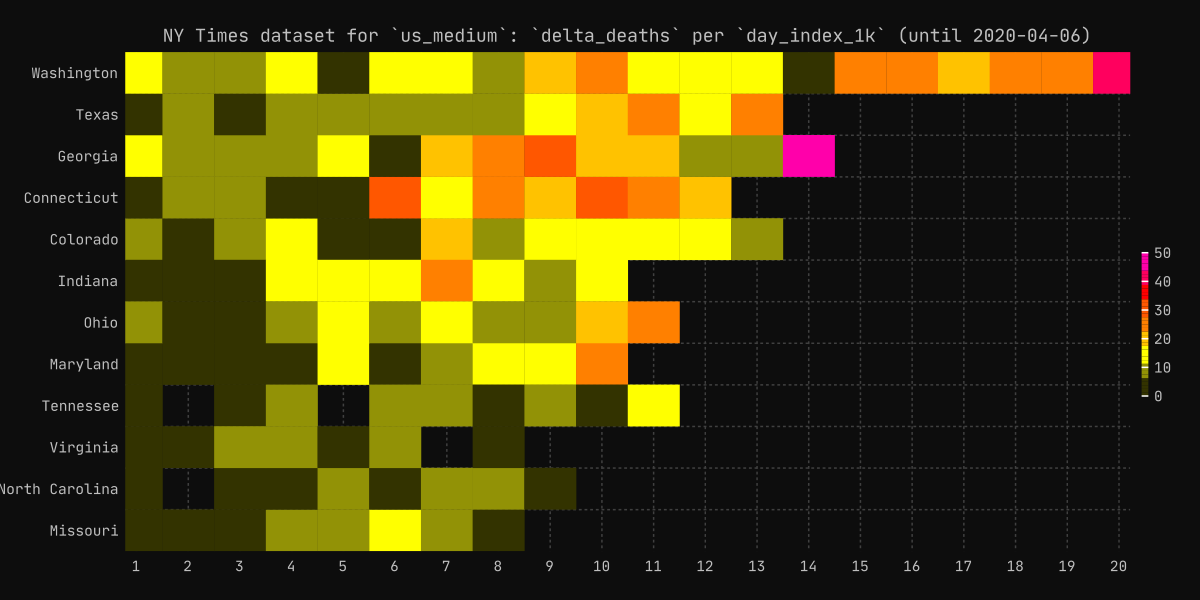 NY Times dataset for `us_medium`: `delta_deaths` per `day_index_1k` (until 2020-04-06)
Washington
Texas
Georgia
Connecticut
Colorado
Indiana
Ohio
Maryland
Tennessee
Virginia
North Carolina
Missouri
1 2 3 4 5 6 7 8 9 10 11 12 13 14 15 16 17 18 19 20
50
40
30
20
10
0